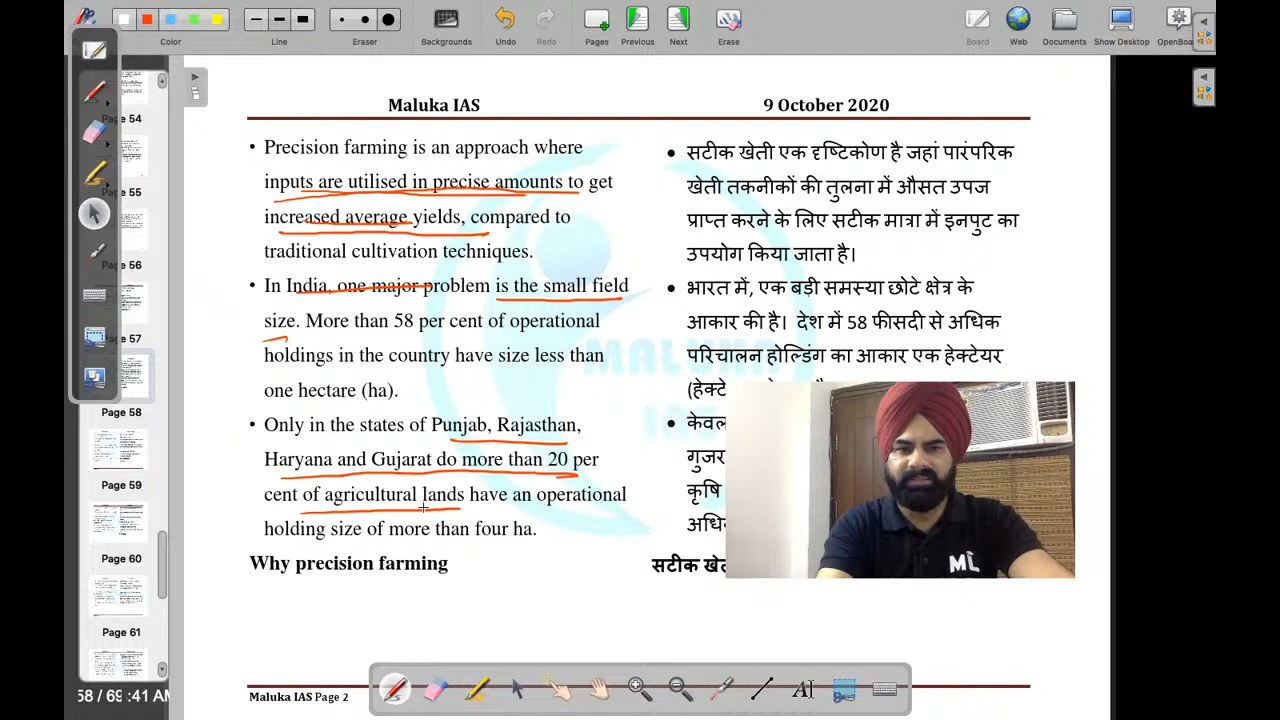 Color
Line
Eraser
Backgrounds
Undo
Redo
Pages
Previous
Next
Erase
Board
Web
Documents
Show Desktop
OpenBoa
Page 54
Page 55
Page 56
Page 57
Page 58
Page 59
Page 60
Page 61
58 / 69
:41 AM
Maluka IAS
9 October 2020
• Precision farming is an approach where
inputs are utilised in precise amounts to get
increased average yields, compared to
traditional cultivation techniques.
• In India, one major problem is the small field
size. More than 58 per cent of operational
holdings in the country have size less than
one hectare (ha).
• Only in the states of Punjab, Rajasthan,
Haryana and Gujarat do more than 20 per
cent of agricultural lands have an operational
holding size of more than four ha.
Why precision farming
• सटीक खेती एक दृष्टिकोण है जहां पारंपरिक
खेती तकनीकों की तुलना में औसत उपज
प्राप्त करने के लिए सटीक मात्रा में इनपुट का
उपयोग किया जाता है।
• भारत में, एक बड़ी समस्या छोटे क्षेत्र के
आकार की है। देश में 58 फीसदी से अधिक
परिचालन होल्डिंग का आकार एक हेक्टेयर
(हेक्टे
• केवल
गुजर
कृषि
अधि
सटीक खे
MALUKA
IAS
ML
Maluka IAS Page 2